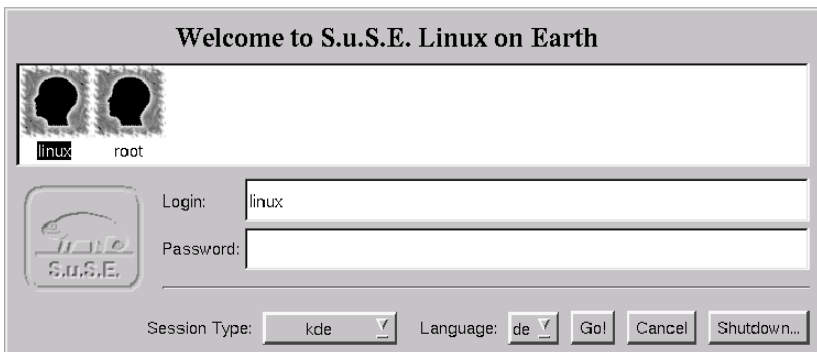 Welcome to S.u.S.E. Linux on Earth
linux root
Login: linux
Password:
S.u.S.E.
Session Type: kde Language: de Go! Cancel Shutdown...